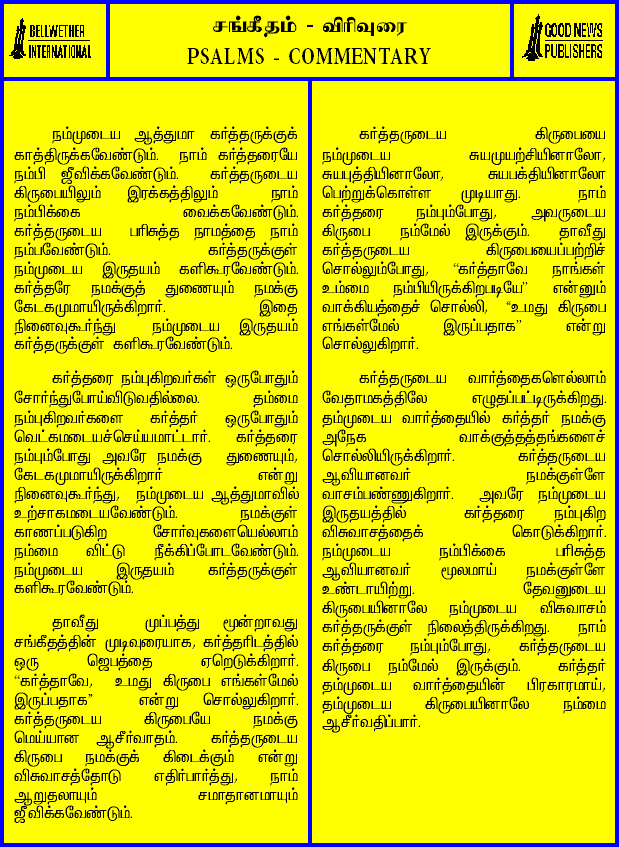 BELLWETHER
INTERNATIONAL
சங்கீதம் - விரிவுரை
PSALMS - COMMENTARY
GOOD NEWS
PUBLISHERS
நம்முடைய ஆத்துமா கர்த்தருக்குக்
காத்திருக்கவேண்டும். நாம் கர்த்தரையே
நம்பி ஜீவிக்கவேண்டும். கர்த்தருடைய
கிருபையிலும் இரக்கத்திலும் நாம்
நம்பிக்கை வைக்கவேண்டும்.
கர்த்தருடைய பரிசுத்த நாமத்தை நாம்
நம்பவேண்டும். கர்த்தருக்குள்
நம்முடைய இருதயம் களிகூரவேண்டும்.
கர்த்தரே நமக்குத் துணையும் நமக்கு
கேடகமுமாயிருக்கிறார். இதை
நினைவுகூர்ந்து நம்முடைய இருதயம்
கர்த்தருக்குள் களிகூரவேண்டும்.
கர்த்தரை நம்புகிறவர்கள் ஒருபோதும்
சோர்ந்துபோய்விடுவதில்லை. தம்மை
நம்புகிறவர்களை கர்த்தர் ஒருபோதும்
வெட்கமடையச்செய்யமாட்டார். கர்த்தரை
நம்பும்போது அவரே நமக்கு துணையும்,
கேடகமுமாயிருக்கிறார் என்று
நினைவுகூர்ந்து, நம்முடைய ஆத்துமாவில்
உற்சாகமடையவேண்டும். நமக்குள்
காணப்படுகிற சோர்வுகளையெல்லாம்
நம்மை விட்டு நீக்கிப்போடவேண்டும்.
நம்முடைய இருதயம் கர்த்தருக்குள்
களிகூரவேண்டும்.
தாவீது முப்பத்து மூன்றாவது
சங்கீதத்தின் முடிவுரையாக, கர்த்தரிடத்தில்
ஒரு ஜெபத்தை ஏறெடுக்கிறார்.
“கர்த்தாவே, உமது கிருபை எங்கள்மேல்
இருப்பதாக” என்று சொல்லுகிறார்.
கர்த்தருடைய கிருபையே நமக்கு
மெய்யான ஆசீர்வாதம். கர்த்தருடைய
கிருபை நமக்குக் கிடைக்கும் என்று
விசுவாசத்தோடு எதிர்பார்த்து, நாம்
ஆறுதலாயும் சமாதானமாயும்
ஜீவிக்கவேண்டும்.
கர்த்தருடைய கிருபையை
நம்முடைய சுயமுயற்சியினாலோ,
சுயபுத்தியினாலோ, சுயபக்தியினாலோ
பெற்றுக்கொள்ள முடியாது. நாம்
கர்த்தரை நம்பும்போது, அவருடைய
கிருபை நம்மேல் இருக்கும். தாவீது
கர்த்தருடைய கிருபையைப்பற்றிச்
சொல்லும்போது, “கர்த்தாவே நாங்கள்
உம்மை நம்பியிருக்கிறபடியே” என்னும்
வாக்கியத்தைச் சொல்லி, “உமது கிருபை
எங்கள்மேல் இருப்பதாக” என்று
சொல்லுகிறார்.
கர்த்தருடைய வார்த்தைகளெல்லாம்
வேதாகமத்திலே எழுதப்பட்டிருக்கிறது.
தம்முடைய வார்த்தையில் கர்த்தர் நமக்கு
அநேக வாக்குத்தத்தங்களைச்
சொல்லியிருக்கிறார். கர்த்தருடைய
ஆவியானவர் நமக்குள்ளே
வாசம்பண்ணுகிறார். அவரே நம்முடைய
இருதயத்தில் கர்த்தரை நம்புகிற
விசுவாசத்தைக் கொடுக்கிறார்.
நம்முடைய நம்பிக்கை பரிசுத்த
ஆவியானவர் மூலமாய் நமக்குள்ளே
உண்டாயிற்று. தேவனுடைய
கிருபையினாலே நம்முடைய விசுவாசம்
கர்த்தருக்குள் நிலைத்திருக்கிறது. நாம்
கர்த்தரை நம்பும்போது, கர்த்தருடைய
கிருபை நம்மேல் இருக்கும். கர்த்தர்
தம்முடைய வார்த்தையின் பிரகாரமாய்,
தம்முடைய கிருபையினாலே நம்மை
ஆசீர்வதிப்பார்.